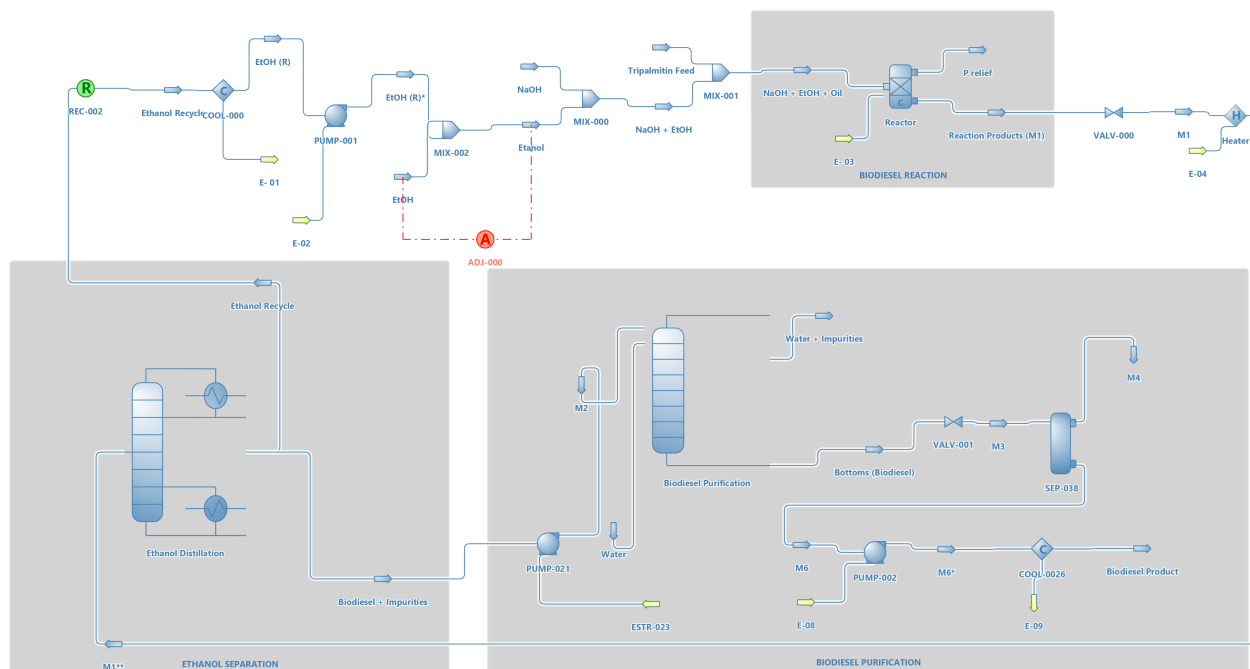 R
REC-002
Ethanol Recycle
C
COOL-000
EtOH (R)
E- 01
PUMP-001
E-02
EtOH (R)*
MIX-002
EtOH
A
ADJ-000
Etanol
NaOH
MIX-000
NaOH + EtOH
Tripalmitin Feed
MIX-001
NaOH + EtOH + Oil
E- 03
C
Reactor
P relief
Reaction Products (M1)
BIODIESEL REACTION
VALV-000
M1
E-04
H
Heater
Ethanol Recycle
Ethanol Distillation
Biodiesel + Impurities
M1**
ETHANOL SEPARATION
PUMP-021
ESTR-023
M2
Water
Biodiesel Purification
Water + Impurities
Bottoms (Biodiesel)
VALV-001
M3
SEP-038
M4
M6
PUMP-002
E-08
M6*
C
COOL-0026
E-09
Biodiesel Product
BIODIESEL PURIFICATION